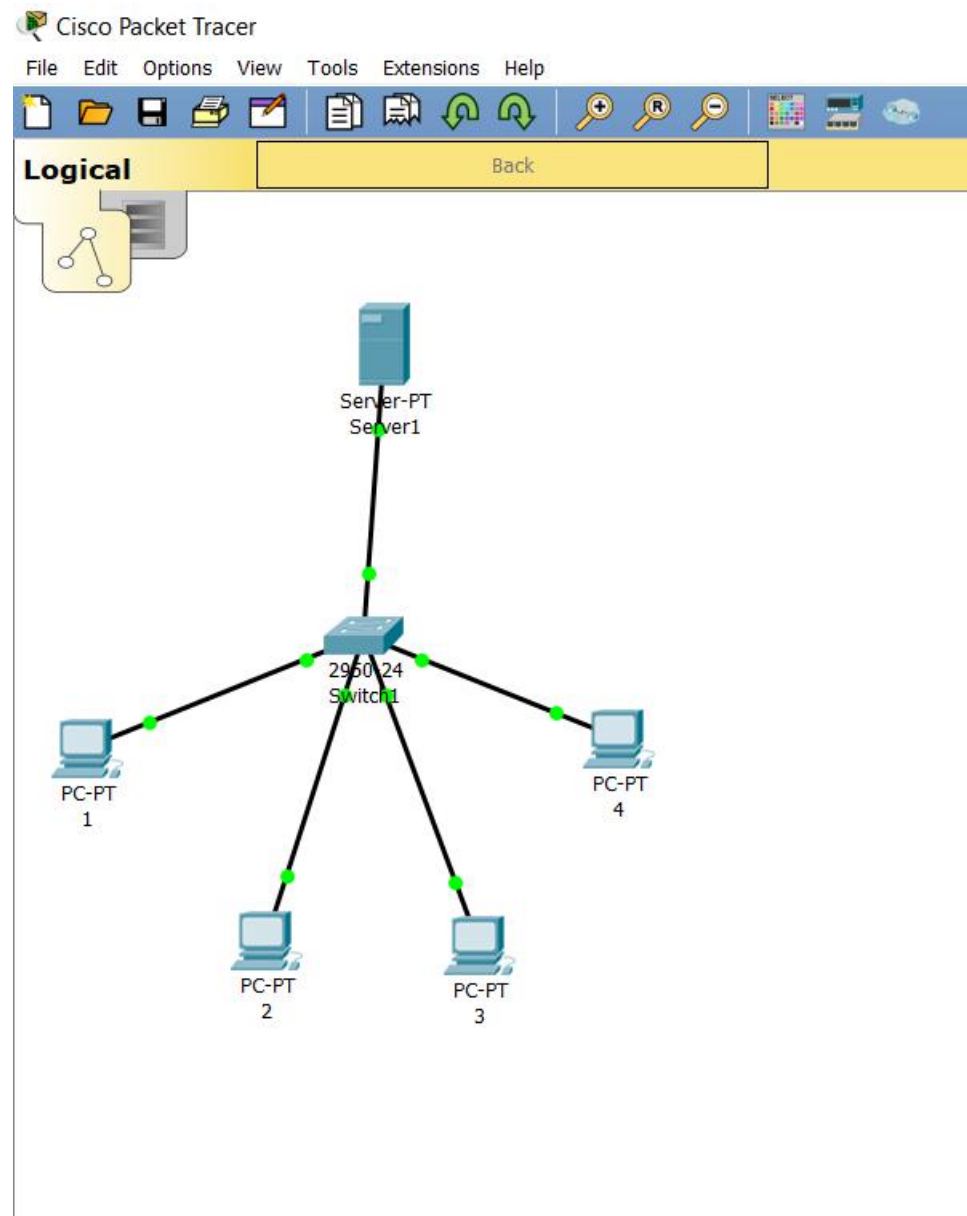 Cisco Packet Tracer
File Edit Options View Tools Extensions Help
Logical
Back
Server-PT
Server1
2950-24
Switch1
PC-PT
1
PC-PT
4
PC-PT
2
PC-PT
3